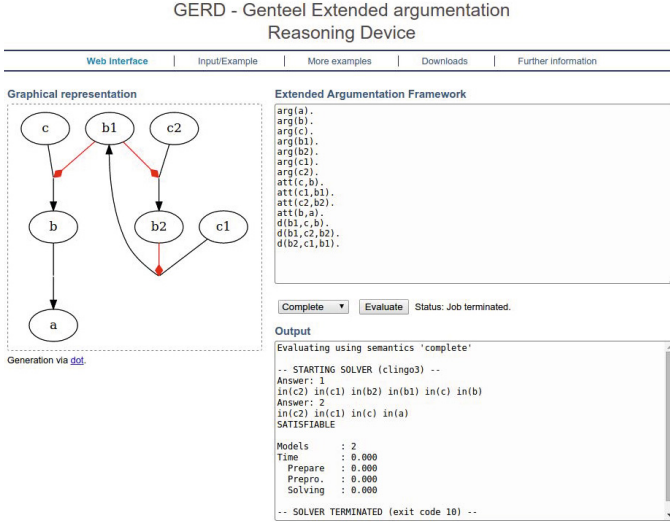 GERD - Genteel Extended argumentation
Reasoning Device
Web interface | Input/Example | More examples | Downloads | Further information
Graphical representation
c b1 c2
b b2 c1
a
Generation via dot.
Extended Argumentation Framework
arg(a).
arg(b).
arg(c).
arg(b1).
arg(b2).
arg(c1).
arg(c2).
att(c,b).
att(c1,b1).
att(c2,b2).
att(b,a).
d(b1,c,b).
d(b1,c2,b2).
d(b2,c1,b1).
Complete Evaluate Status: Job terminated.
Output
Evaluating using semantics 'complete'
-- STARTING SOLVER (clingo3) --
Answer: 1
in(c2) in(c1) in(b2) in(b1) in(c) in(b)
Answer: 2
in(c2) in(c1) in(c) in(a)
SATISFIABLE
Models : 2
Time : 0.000
Prepare : 0.000
Prepro. : 0.000
Solving : 0.000
-- SOLVER TERMINATED (exit code 10) --